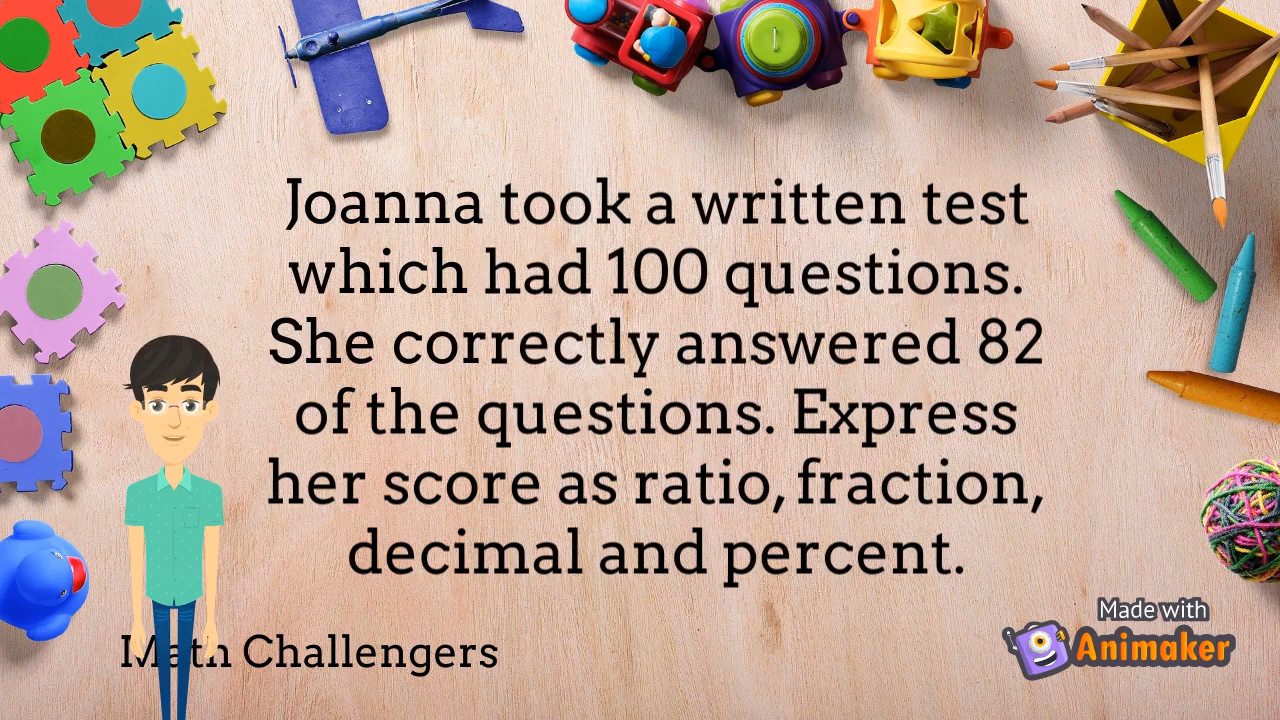 Joanna took a written test
which had 100 questions.
She correctly answered 82
of the questions. Express
her score as ratio, fraction,
decimal and percent.
Math Challengers
Made with
Animaker